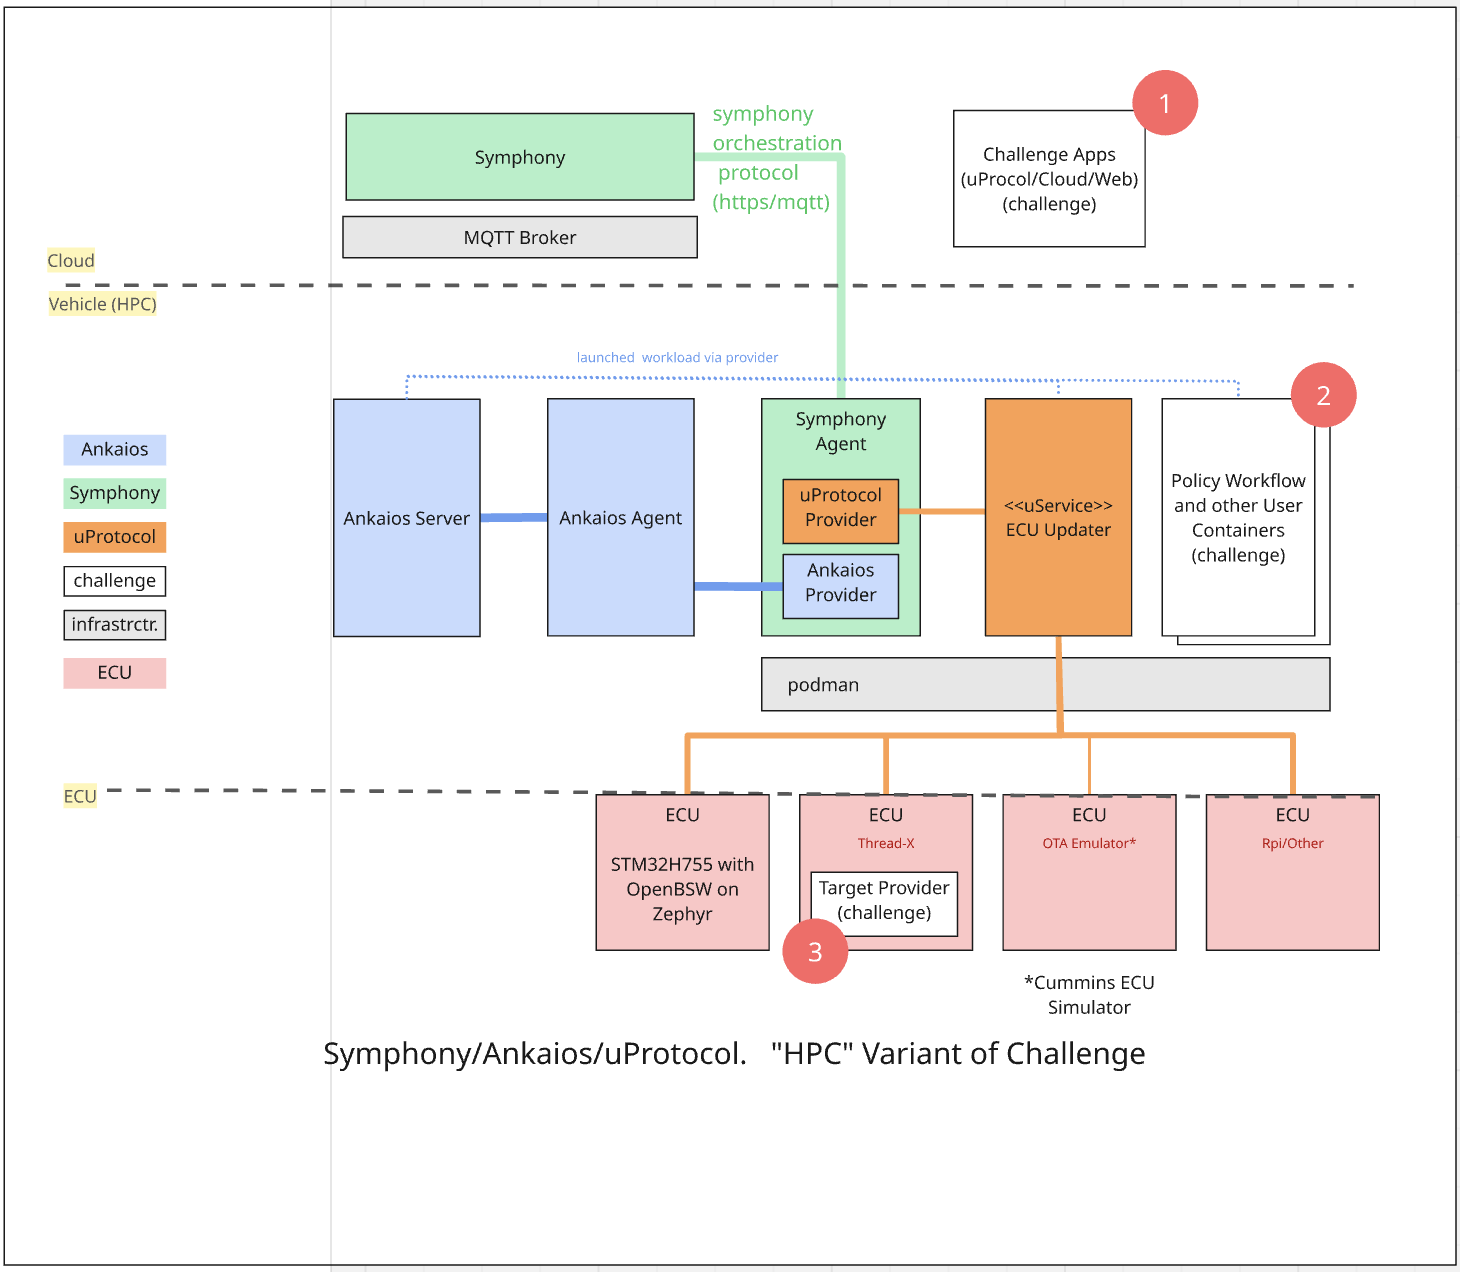 1
symphony
orchestration
protocol
(https/mqtt)
Symphony
Challenge Apps
(uProcol/Cloud/Web)
(challenge)
MQTT Broker
Cloud
Vehicle (HPC)
launched workload via provider
2
Ankaios
Symphony
uProtocol
challenge
infrastrctr.
ECU
Ankaios Server
Ankaios Agent
Symphony
Agent
uProtocol
Provider
Ankaios
Provider
<<uService>>
ECU Updater
Policy Workflow
and other User
Containers
(challenge)
podman
ECU
ECU
STM32H755 with
OpenBSW on
Zephyr
ECU
Thread-X
Target Provider
(challenge)
3
ECU
OTA Emulator*
ECU
Rpi/Other
*Cummins ECU
Simulator
Symphony/Ankaios/uProtocol. "HPC" Variant of Challenge